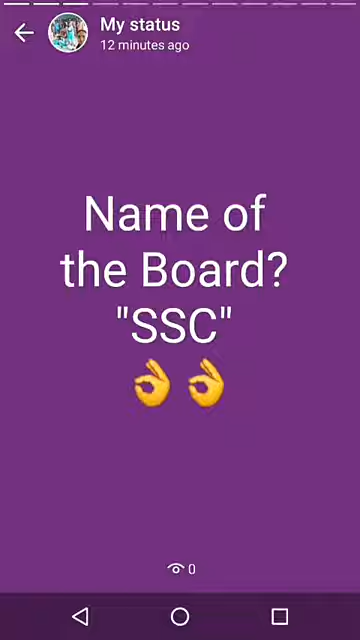 My status
12 minutes ago
Name of
the Board?
"SSC"
👌👌
0